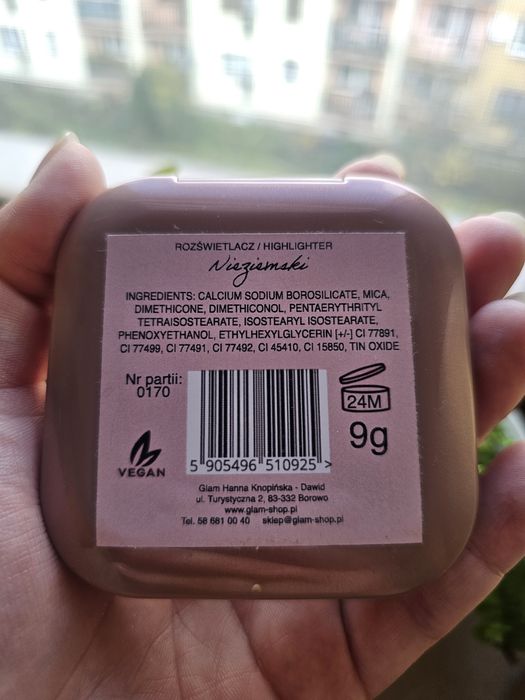 ROZŚWIETLACZ / HIGHLIGHTER
Nieziemski
INGREDIENTS: CALCIUM SODIUM BOROSILICATE, MICA,
DIMETHICONE, DIMETHICONOL, PENTAERYTHRITYL
TETRAISOSTEARATE, ISOSTEARYL ISOSTEARATE,
PHENOXYETHANOL, ETHYLHEXYLGLYCERIN [+/-] CI 77891,
CI 77499, CI 77491, CI 77492, CI 45410, CI 15850, TIN OXIDE
Nr partii:
0170
24M
9g
VEGAN
5 905496 510925 >
Glam Hanna Knopińska - Dawid
ul. Turystyczna 2, 83-332 Borowo
www.glam-shop.pl
Tel. 58 681 00 40 sklep@glam-shop.pl